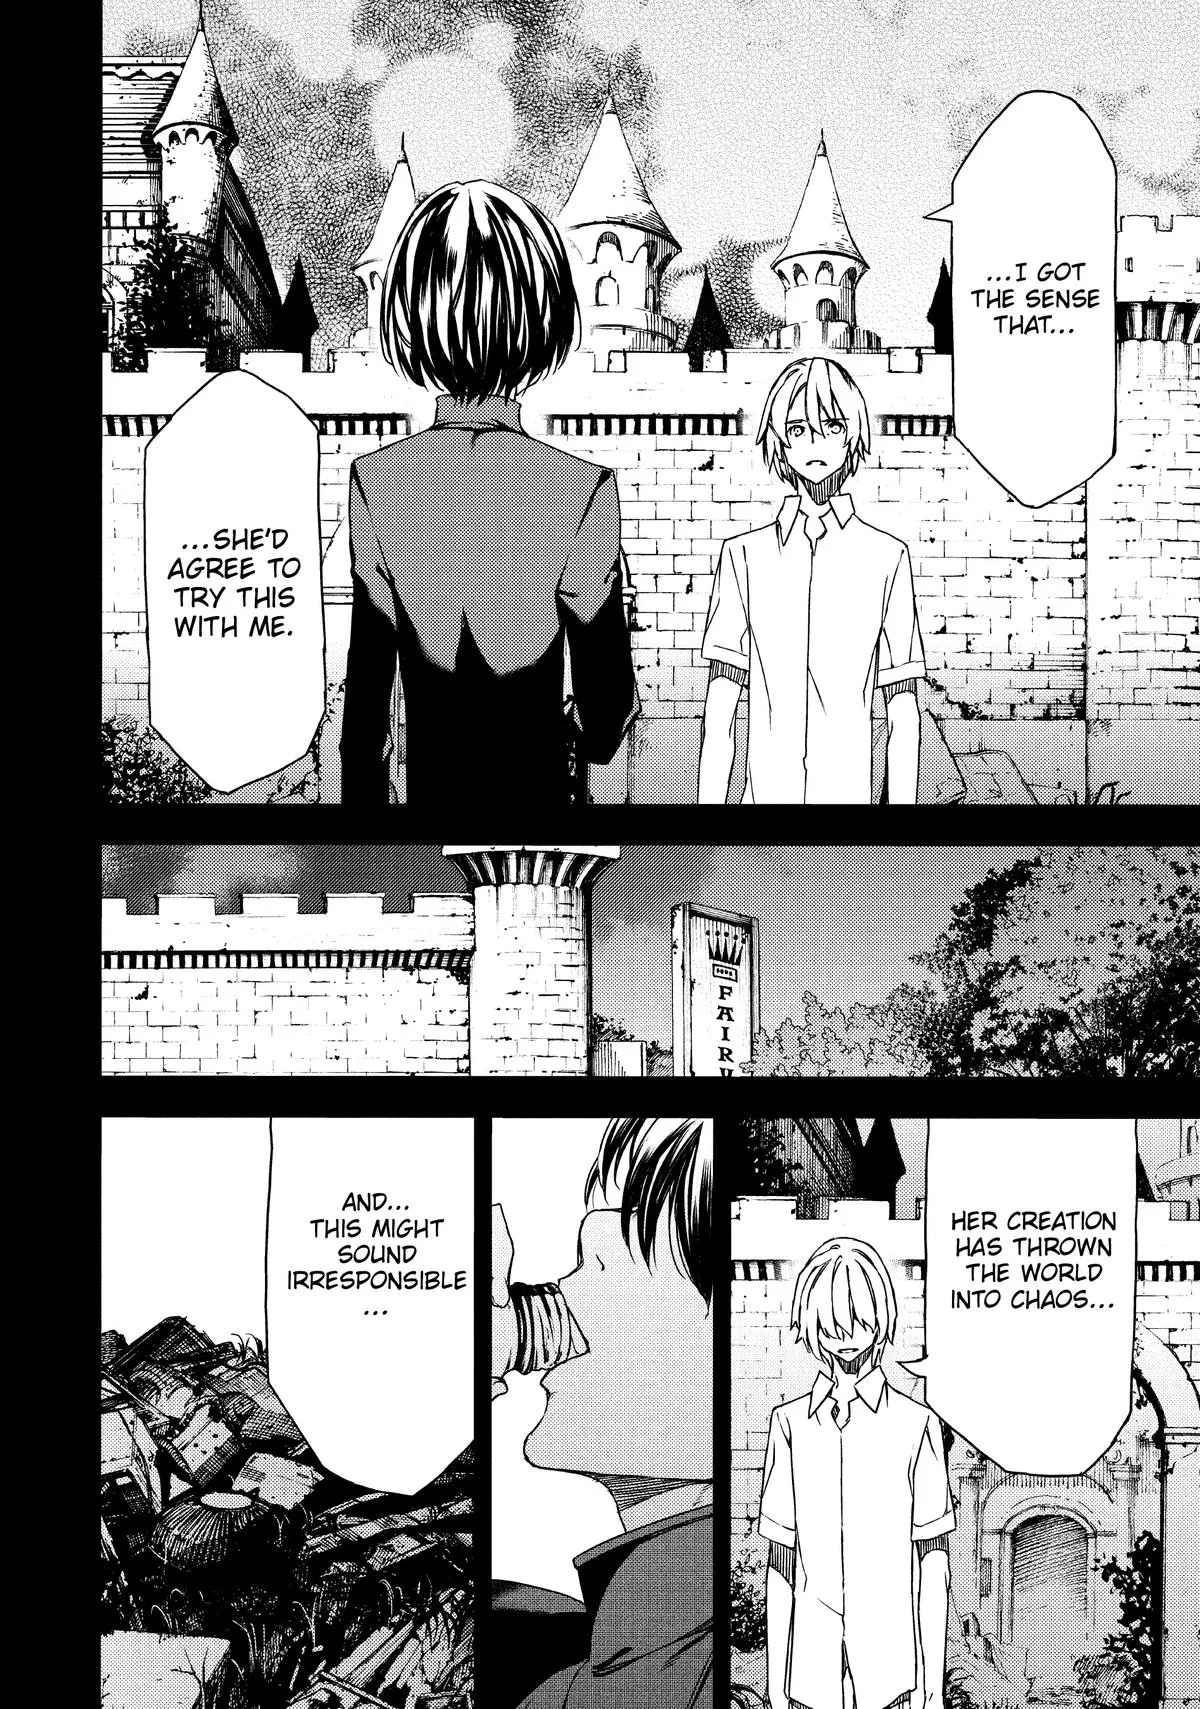 ...I GOT
THE SENSE
THAT...
...SHE'D
AGREE TO
TRY THIS
WITH ME.
FAIRY
HER CREATION
HAS THROWN
THE WORLD
INTO CHAOS...
AND...
THIS MIGHT
SOUND
IRRESPONSIBLE
...